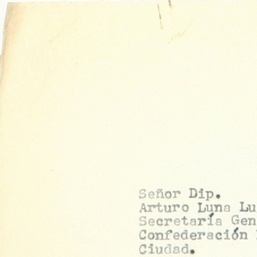 Señor Dip.
Arturo Luna Lu
Secretaría Gen
Confederación
Ciudad.